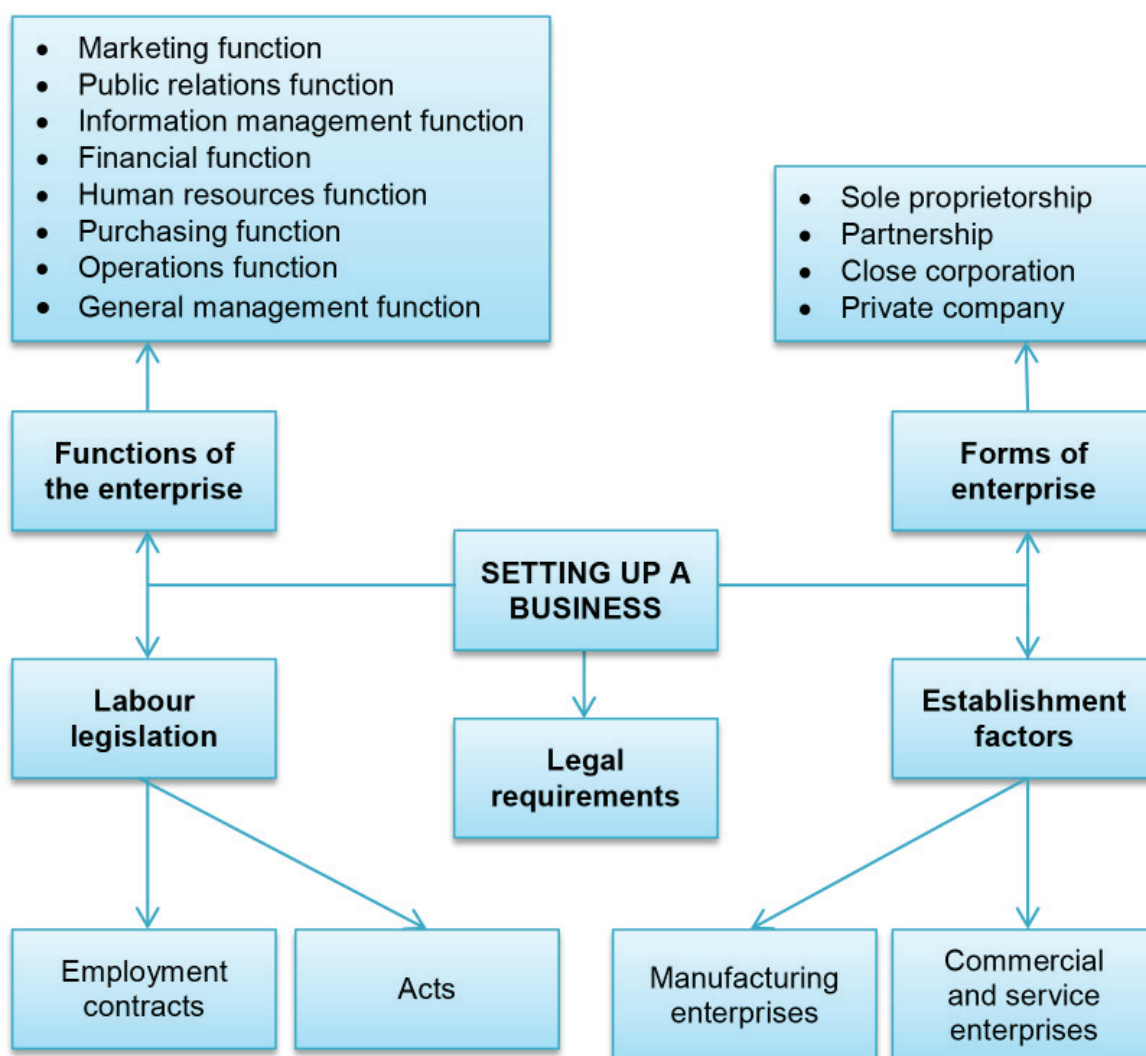 • Marketing function
• Public relations function
• Information management function
• Financial function
• Human resources function
• Purchasing function
• Operations function
• General management function
• Sole proprietorship
• Partnership
• Close corporation
• Private company
Functions of
the enterprise
Forms of
enterprise
SETTING UP A
BUSINESS
Labour
legislation
Legal
requirements
Establishment
factors
Employment
contracts
Acts
Manufacturing
enterprises
Commercial
and service
enterprises